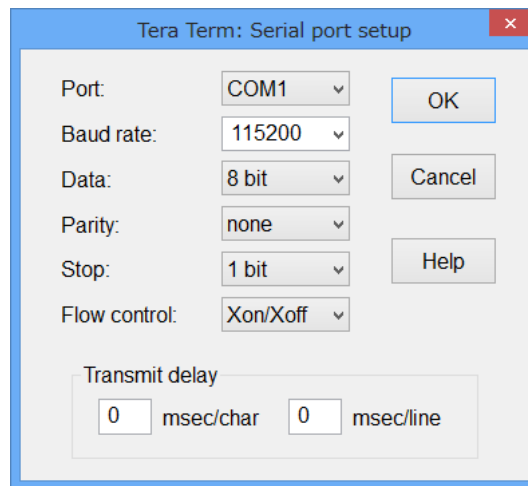 Tera Term: Serial port setup
Port: COM1
OK
Baud rate: 115200
Data: 8 bit
Cancel
Parity: none
Stop: 1 bit
Help
Flow control: Xon/Xoff
Transmit delay
0 msec/char 0 msec/line